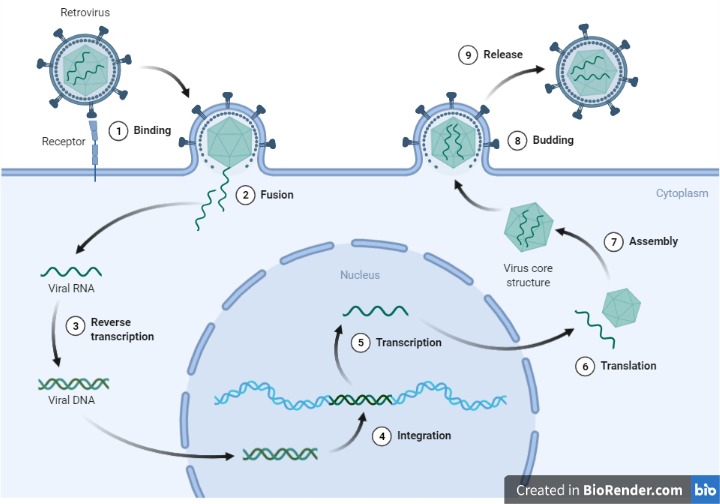 Retrovirus
9 Release
1 Binding
Receptor
8 Budding
2 Fusion
Cytoplasm
7 Assembly
Virus core
structure
Nucleus
Viral RNA
3 Reverse
transcription
5 Transcription
6 Translation
Viral DNA
4 Integration
Created in BioRender.com bio